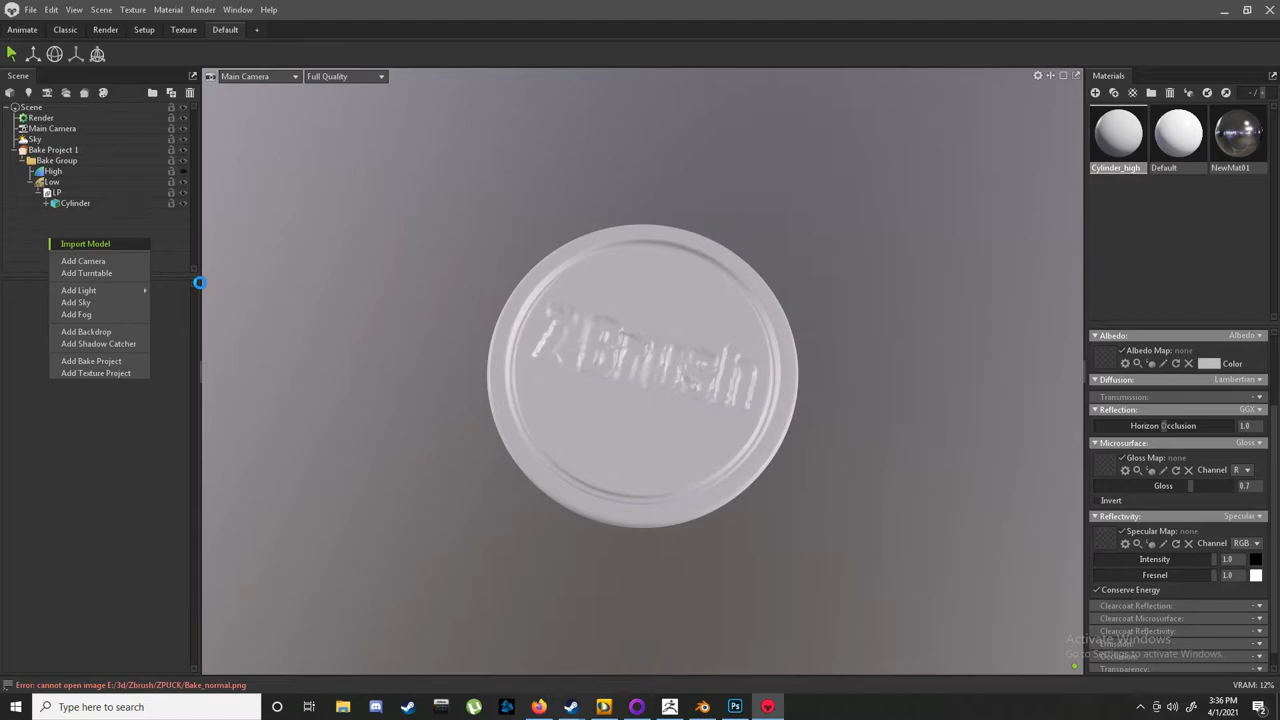 File Edit View Scene Texture Material Render Window Help
Animate Classic Render Setup Texture Default +
Scene
Main Camera Full Quality
Materials
- /
Scene
Render
Main Camera
Sky
Bake Project 1
Bake Group
High
Low
LP
Cylinder
Cylinder_high Default NewMat01
Import Model
Add Camera
Add Turntable
Add Light
Add Sky
Add Fog
Add Backdrop
Add Shadow Catcher
Add Bake Project
Add Texture Project
ZBrush
Albedo: Albedo
Albedo Map: none
Color
Diffusion: Lambertian
Transmission: -
Reflection: GGX
Horizon Occlusion 1.0
Microsurface: Gloss
Gloss Map: none
Channel R
Gloss 0.7
Invert
Reflectivity: Specular
Specular Map: none
Channel RGB
Intensity 1.0
Fresnel 1.0
Conserve Energy
Clearcoat Reflection: -
Clearcoat Microsurface: -
Clearcoat Reflectivity: -
Emission: -
Occlusion: -
Transparency: -
Activate Windows
Go to Settings to activate Windows.
Error: cannot open image E:/3d/Zbrush/ZPUCK/Bake_normal.png
VRAM: 12%
Type here to search
3:36 PM
4/1/2021
2